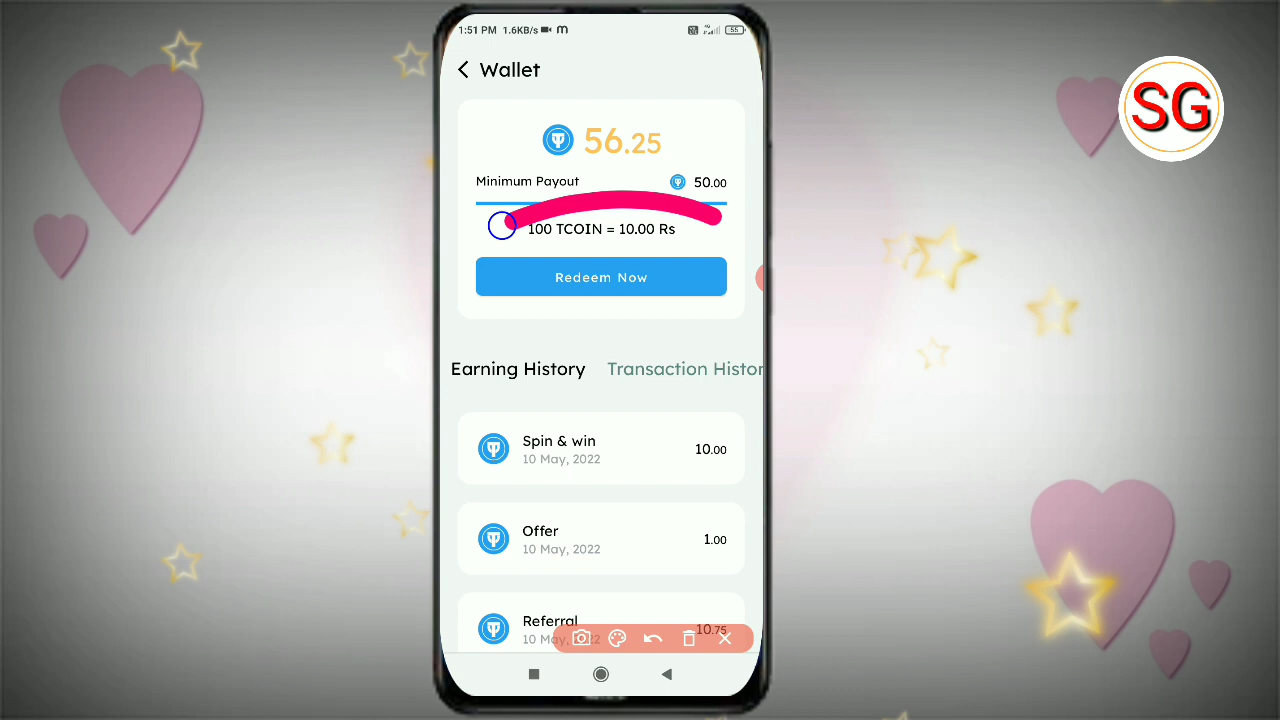 1:51 PM 1.6KB/s m
4G 55
SG
Wallet
56.25
Minimum Payout 50.00
100 TCOIN = 10.00 Rs
Redeem Now
Earning History Transaction Histor
Spin & win
10 May, 2022 10.00
Offer
10 May, 2022 1.00
Referral
10 May, 2022 10.75